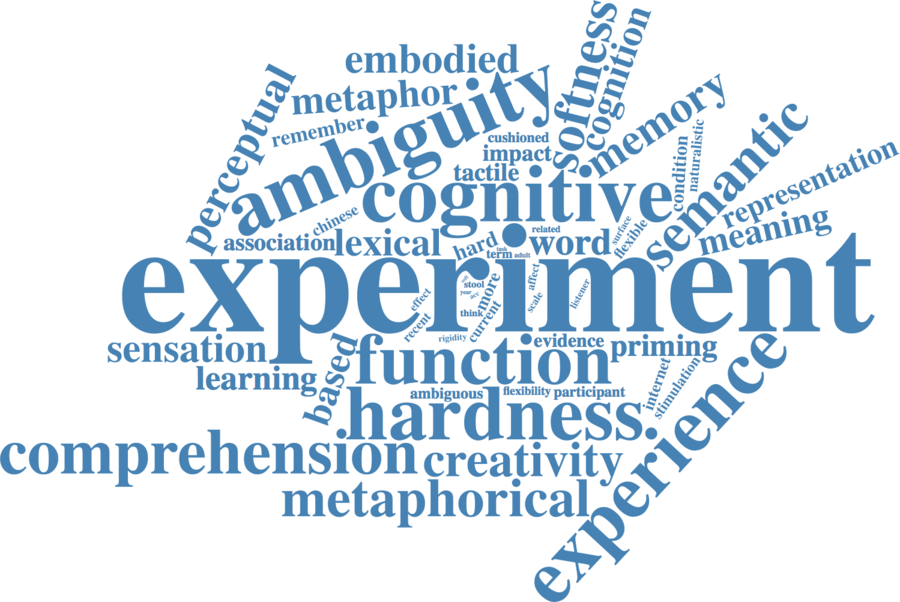 softness
cognition
embodied
perceptual
metaphor
ambiguity
memory
remember
cushioned
impact
tactile
condition
naturalistic
semantic
representation
cognitive
chinese
association
lexical
hard
related
word
surface
flexible
meaning
task
term
adult
experiment
soft
stool
year
more
affect
scale
listener
effect
recent
think
current
rigidity
sensation
based
function
evidence
priming
learning
ambiguous
flexibility
participant
internet
stimulation
hardness
experience
comprehension
creativity
metaphorical